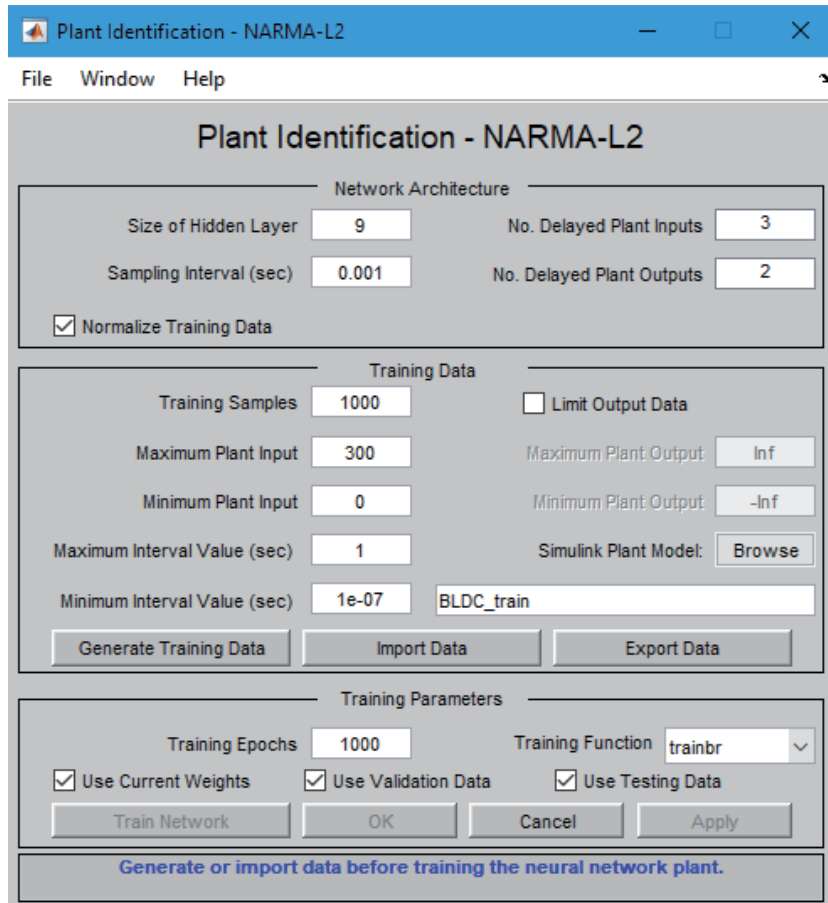 Plant Identification - NARMA-L2
File Window Help
Plant Identification - NARMA-L2
Network Architecture
Size of Hidden Layer 9 No. Delayed Plant Inputs 3
Sampling Interval (sec) 0.001 No. Delayed Plant Outputs 2
Normalize Training Data
Training Data
Training Samples 1000 Limit Output Data
Maximum Plant Input 300 Maximum Plant Output Inf
Minimum Plant Input 0 Minimum Plant Output -Inf
Maximum Interval Value (sec) 1 Simulink Plant Model: Browse
Minimum Interval Value (sec) 1e-07 BLDC_train
Generate Training Data Import Data Export Data
Training Parameters
Training Epochs 1000 Training Function trainbr
Use Current Weights Use Validation Data Use Testing Data
Train Network OK Cancel Apply
Generate or import data before training the neural network plant.